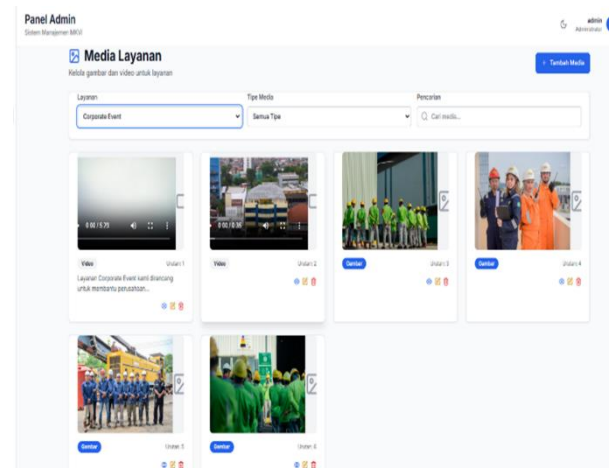 Panel Admin
Sistem Manajemen MKVI
admin
Administrator
Media Layanan
Kelola gambar dan video untuk layanan
+ Tambah Media
Layanan
Tipe Media
Pencarian
Corporate Event
Semua Tipe
Cari media...
0:00 / 5:73
0:00 / 0:35
Video
Urutan: 1
Video
Urutan: 2
Gambar
Urutan: 3
Gambar
Urutan: 4
Layanan Corporate Event kami dirancang
untuk membantu perusahaan...
Gambar
Urutan: 5
Gambar
Urutan: 6